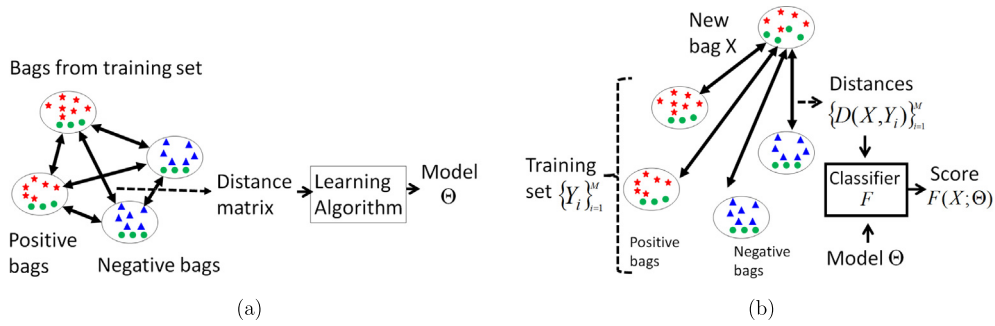 Bags from training set
Positive
bags
Negative bags
Distance
matrix
Learning
Algorithm
Model
Θ
(a)
New
bag X
Training
set {Y_i}_{i=1}^M
Positive
bags
Negative
bags
Distances
{D(X,Y_i)}_{i=1}^M
Classifier
F
Score
F(X;Θ)
Model Θ
(b)